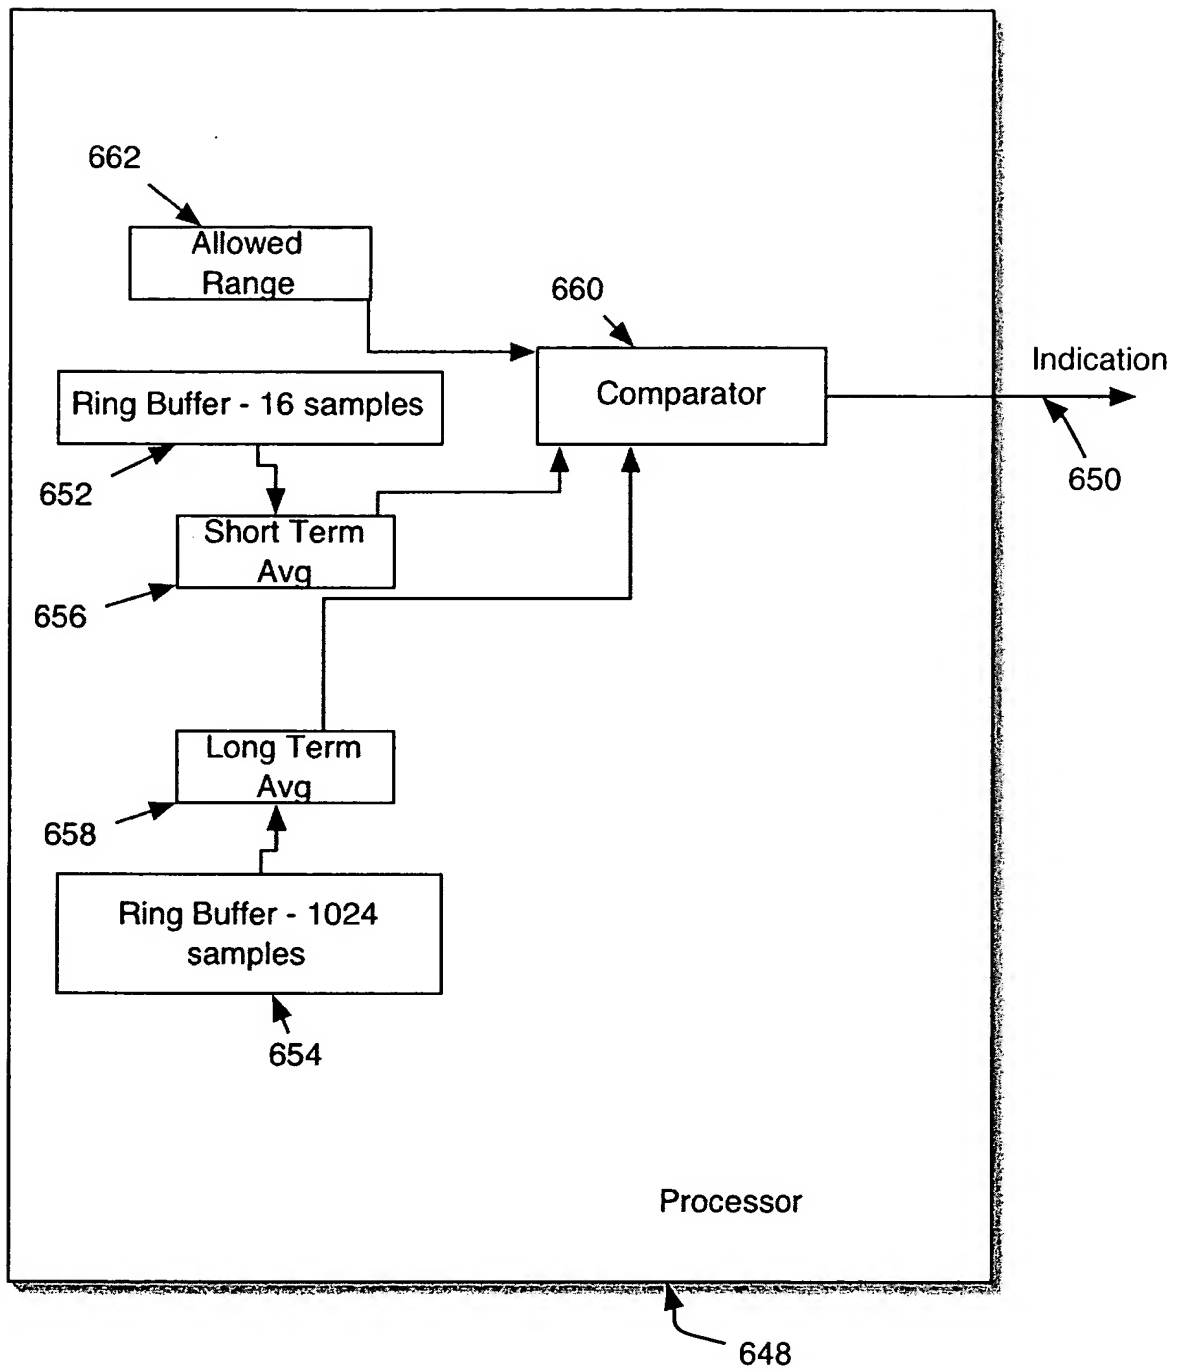 662
Allowed
Range
660
Comparator
Indication
650
Ring Buffer - 16 samples
652
Short Term
Avg
656
Long Term
Avg
658
Ring Buffer - 1024
samples
654
Processor
648